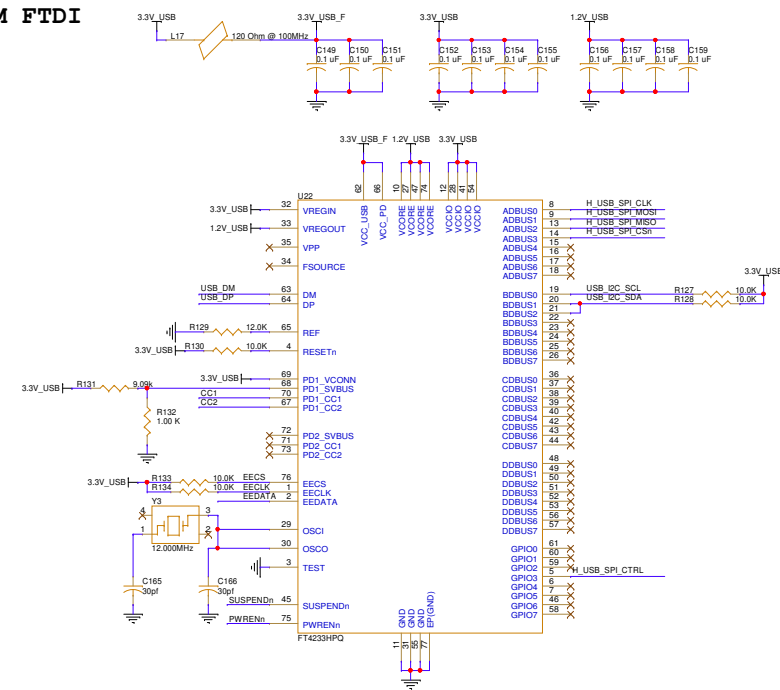 M FTDI
3.3V_USB
L17
120 Ohm @ 100MHz
3.3V_USB_F
C149
0.1 uF
C150
0.1 uF
C151
0.1 uF
3.3V_USB
C152
0.1 uF
C153
0.1 uF
C154
0.1 uF
C155
0.1 uF
1.2V_USB
C156
0.1 uF
C157
0.1 uF
C158
0.1 uF
C159
0.1 uF
3.3V_USB_F 1.2V_USB 3.3V_USB
U22
62 66 10 27 47 74 12 28 41 54
VCC_USB VCC_PD VCORE VCORE VCORE VCORE VCCIO VCCIO VCCIO VCCIO
3.3V_USB 32 VREGIN
1.2V_USB 33 VREGOUT
35 VPP
34 FSOURCE
USB_DM 63 DM
USB_DP 64 DP
R129 12.0K 65 REF
3.3V_USB R130 10.0K 4 RESETn
3.3V_USB 69 PD1_VCONN
3.3V_USB R131 9.09k 68 PD1_SVBUS
CC1 70 PD1_CC1
CC2 67 PD1_CC2
R132
1.00 K
72 PD2_SVBUS
71 PD2_CC1
73 PD2_CC2
3.3V_USB R133 10.0K EECS 76 EECS
R134 10.0K EECLK 1 EECLK
EEDATA 2 EEDATA
Y3
4 3
1 2
12.000MHz
29 OSCI
30 OSCO
3 TEST
C165
30pf
C166
30pf
SUSPENDn 45 SUSPENDn
PWRENn 75 PWRENn
FT4233HPQ
GND GND GND EP(GND)
11 31 55 77
ADBUS0 8 H_USB_SPI_CLK
ADBUS1 9 H_USB_SPI_MOSI
ADBUS2 13 H_USB_SPI_MISO
ADBUS3 14 H_USB_SPI_CSn
ADBUS4 15
ADBUS5 16
ADBUS6 17
ADBUS7 18
3.3V_USB
BDBUS0 19 USB_I2C_SCL R127 10.0K
BDBUS1 20 USB_I2C_SDA R128 10.0K
BDBUS2 21
BDBUS3 22
BDBUS4 23
BDBUS5 24
BDBUS6 25
BDBUS7 26
CDBUS0 36
CDBUS1 37
CDBUS2 38
CDBUS3 39
CDBUS4 40
CDBUS5 42
CDBUS6 43
CDBUS7 44
DDBUS0 48
DDBUS1 49
DDBUS2 50
DDBUS3 51
DDBUS4 52
DDBUS5 53
DDBUS6 56
DDBUS7 57
GPIO0 61
GPIO1 60
GPIO2 59
GPIO3 5 H_USB_SPI_CTRL
GPIO4 6
GPIO5 7
GPIO6 46
GPIO7 58